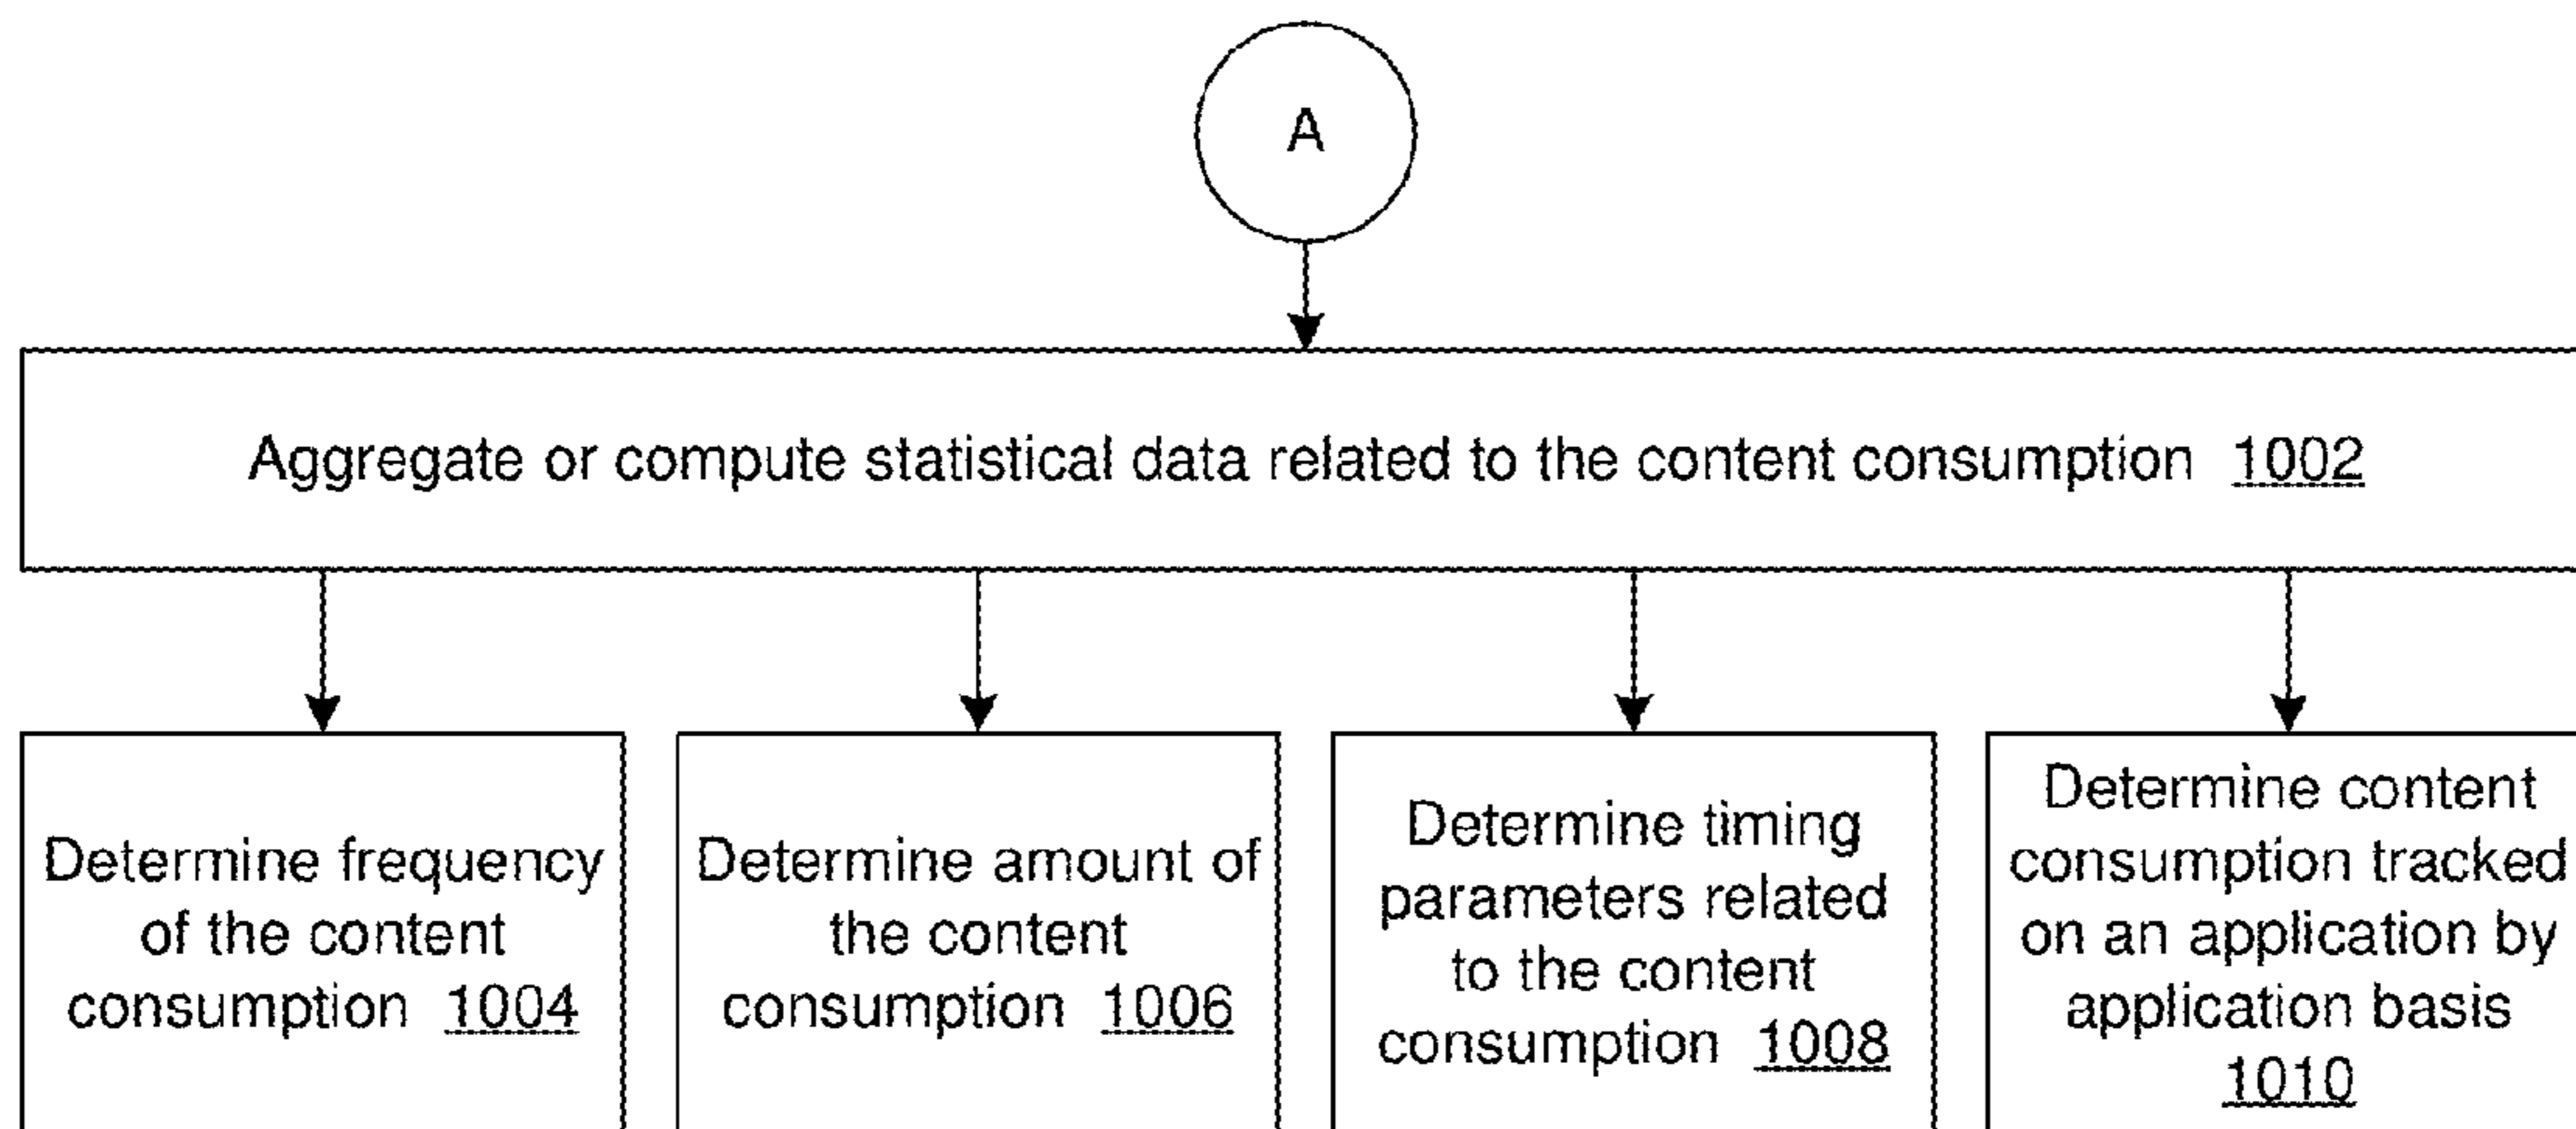 A
Aggregate or compute statistical data related to the content consumption 1002
Determine frequency
of the content
consumption 1004
Determine amount of
the content
consumption 1006
Determine timing
parameters related
to the content
consumption 1008
Determine content
consumption tracked
on an application by
application basis
1010